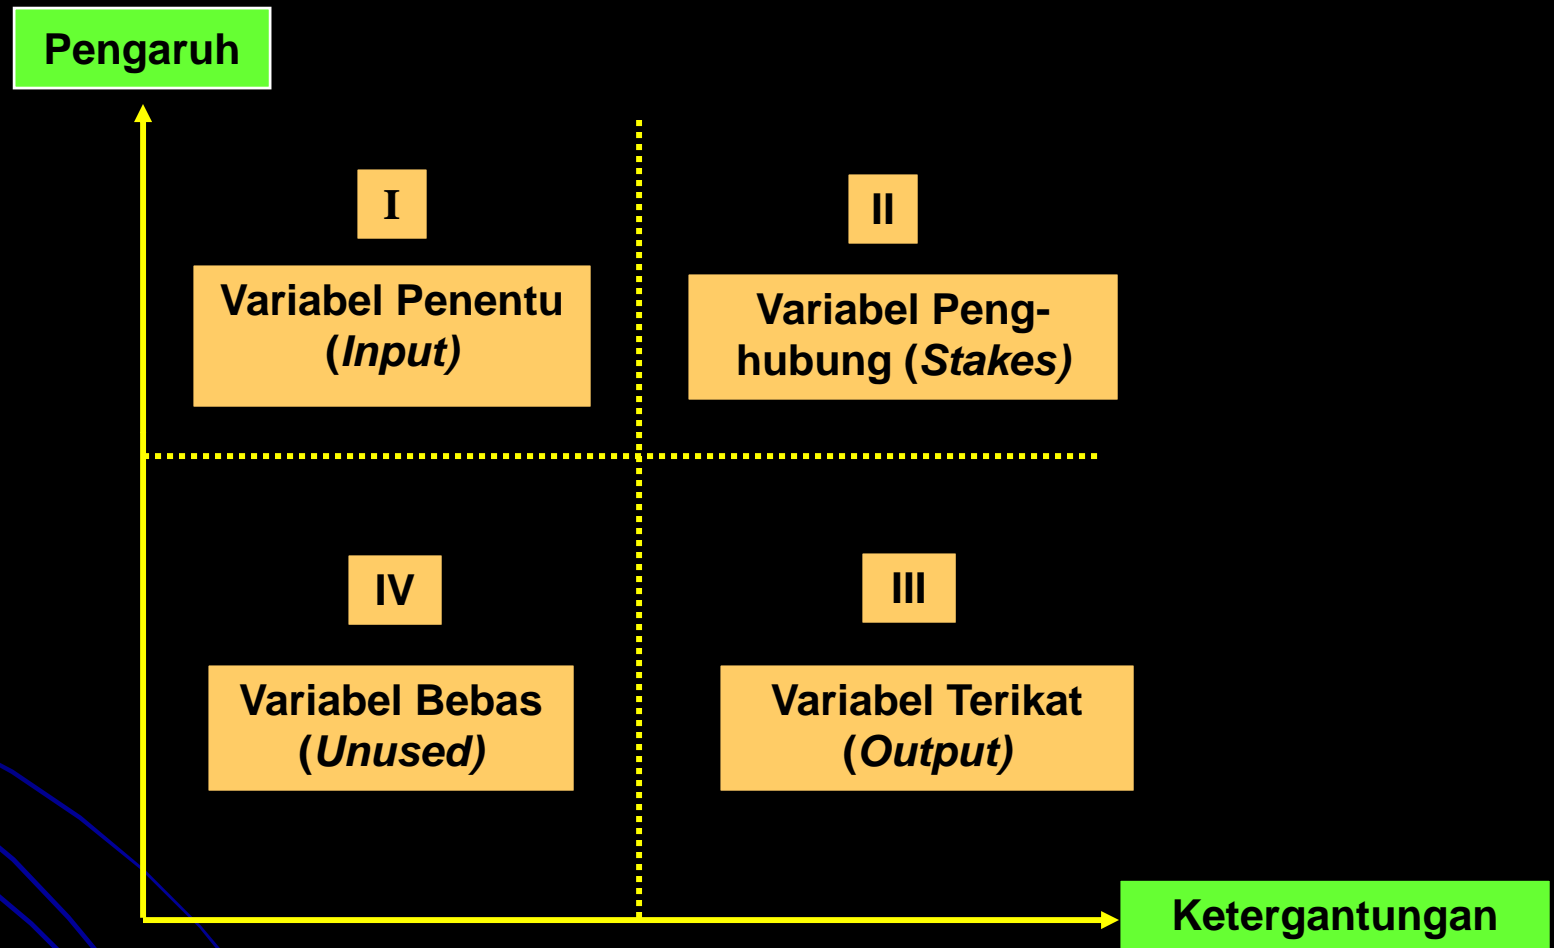 Pengaruh
I
Variabel Penentu
(Input)
II
Variabel Peng-
hubung (Stakes)
IV
Variabel Bebas
(Unused)
III
Variabel Terikat
(Output)
Ketergantungan